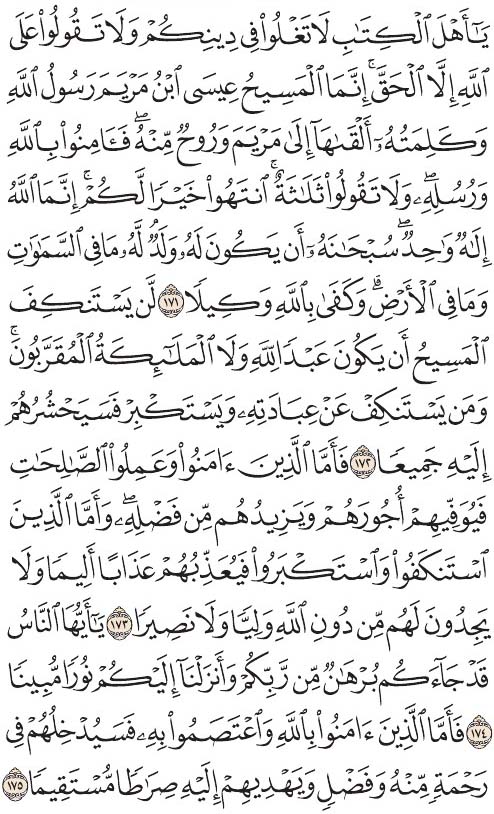 يَٰٓأَهۡلَ ٱلۡكِتَٰبِ لَا تَغۡلُواْ فِي دِينِكُمۡ وَلَا تَقُولُواْ عَلَى
ٱللَّهِ إِلَّا ٱلۡحَقَّۚ إِنَّمَا ٱلۡمَسِيحُ عِيسَى ٱبۡنُ مَرۡيَمَ رَسُولُ ٱللَّهِ
وَكَلِمَتُهُۥٓ أَلۡقَىٰهَآ إِلَىٰ مَرۡيَمَ وَرُوحٞ مِّنۡهُۖ فَـَٔامِنُواْ بِٱللَّهِ
وَرُسُلِهِۦۖ وَلَا تَقُولُواْ ثَلَٰثَةٌۚ ٱنتَهُواْ خَيۡرٗا لَّكُمۡۚ إِنَّمَا ٱللَّهُ
إِلَٰهٞ وَٰحِدٞۖ سُبۡحَٰنَهُۥٓ أَن يَكُونَ لَهُۥ وَلَدٞۘ لَّهُۥ مَا فِي ٱلسَّمَٰوَٰتِ
وَمَا فِي ٱلۡأَرۡضِۗ وَكَفَىٰ بِٱللَّهِ وَكِيلٗا ١٧١ لَّن يَسۡتَنكِفَ
ٱلۡمَسِيحُ أَن يَكُونَ عَبۡدٗا لِّلَّهِ وَلَا ٱلۡمَلَٰٓئِكَةُ ٱلۡمُقَرَّبُونَۚ
وَمَن يَسۡتَنكِفۡ عَنۡ عِبَادَتِهِۦ وَيَسۡتَكۡبِرۡ فَسَيَحۡشُرُهُمۡ
إِلَيۡهِ جَمِيعٗا ١٧٢ فَأَمَّا ٱلَّذِينَ ءَامَنُواْ وَعَمِلُواْ ٱلصَّٰلِحَٰتِ
فَيُوَفِّيهِمۡ أُجُورَهُمۡ وَيَزِيدُهُم مِّن فَضۡلِهِۦۖ وَأَمَّا ٱلَّذِينَ
ٱسۡتَنكَفُواْ وَٱسۡتَكۡبَرُواْ فَيُعَذِّبُهُمۡ عَذَابًا أَلِيمٗا وَلَا
يَجِدُونَ لَهُم مِّن دُونِ ٱللَّهِ وَلِيّٗا وَلَا نَصِيرٗا ١٧٣ يَٰٓأَيُّهَا ٱلنَّاسُ
قَدۡ جَآءَكُم بُرۡهَٰنٞ مِّن رَّبِّكُمۡ وَأَنزَلۡنَآ إِلَيۡكُمۡ نُورٗا مُّبِينٗا
١٧٤ فَأَمَّا ٱلَّذِينَ ءَامَنُواْ بِٱللَّهِ وَٱعۡتَصَمُواْ بِهِۦ فَسَيُدۡخِلُهُمۡ فِي
رَحۡمَةٖ مِّنۡهُ وَفَضۡلٖ وَيَهۡدِيهِمۡ إِلَيۡهِ صِرَٰطٗا مُّسۡتَقِيمٗا ١٧٥